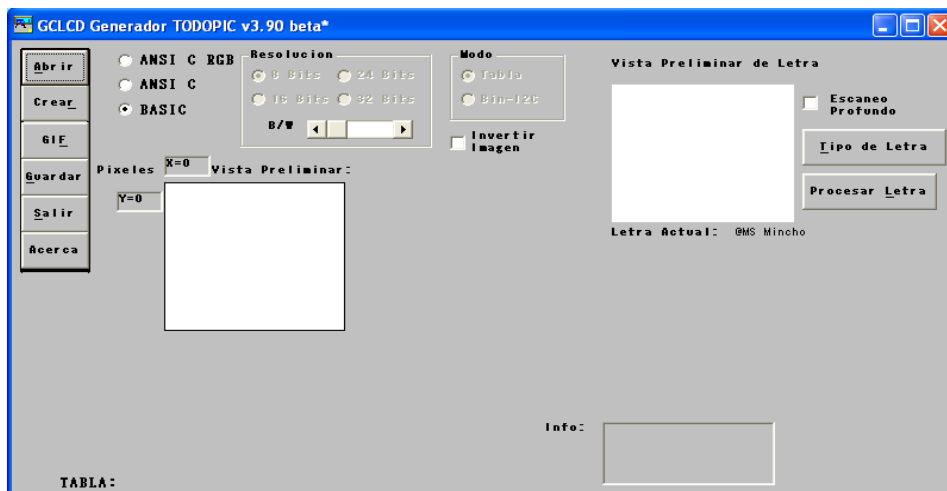 GCLCD Generador TODOPIC v3.90 beta*
Abrir
Crear
GIF
Guardar
Salir
Acerca
ANSI C RGB
ANSI C
BASIC
Resolucion
8 Bits 24 Bits
16 Bits 32 Bits
B/W
Modo
Tabla
Bin-I2C
Invertir
Imagen
Pixeles X=0 Vista Preliminar:
Y=0
Vista Preliminar de Letra
Escaneo
Profundo
Tipo de Letra
Procesar Letra
Letra Actual: @MS Mincho
Info:
TABLA: